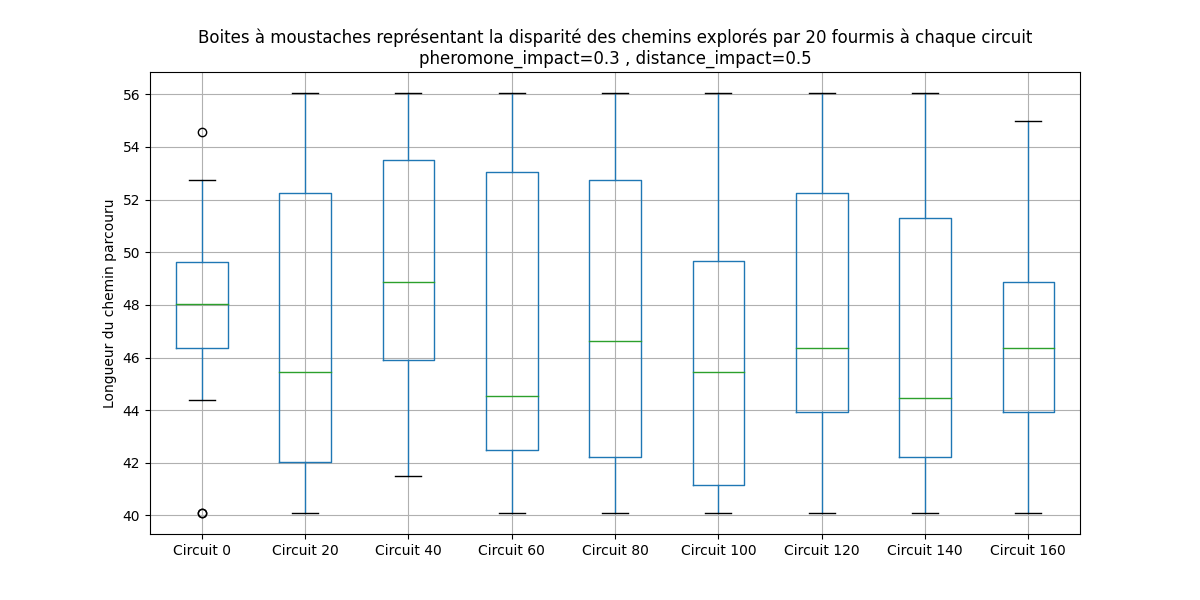 Boites à moustaches représentant la disparité des chemins explorés par 20 fourmis à chaque circuit
pheromone_impact=0.3 , distance_impact=0.5
Longueur du chemin parcouru
56
54
52
50
48
46
44
42
40
Circuit 0 Circuit 20 Circuit 40 Circuit 60 Circuit 80 Circuit 100 Circuit 120 Circuit 140 Circuit 160